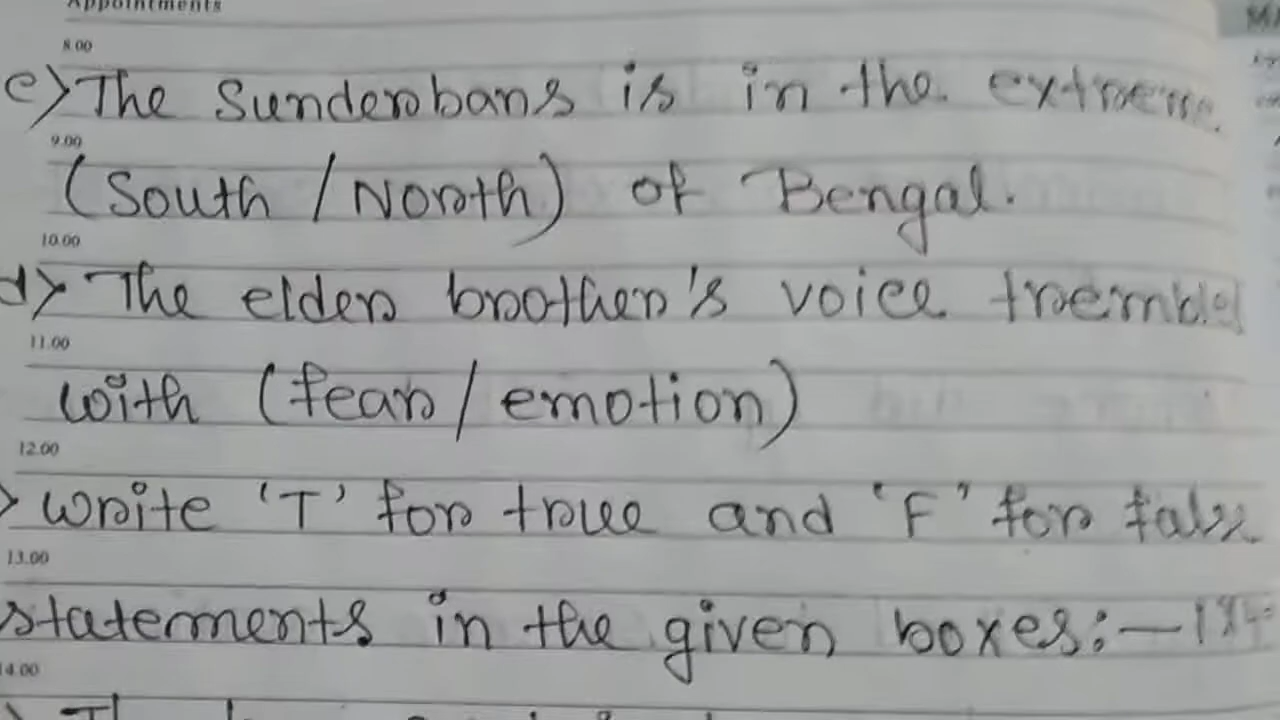 Appointments
8.00
c) The Sunderbans is in the extreme
9.00
(South / North) of Bengal.
10.00
d) The elder brother's voice trembled
11.00
with (fear / emotion)
12.00
write 'T' for true and 'F' for false
13.00
statements in the given boxes:—
14.00